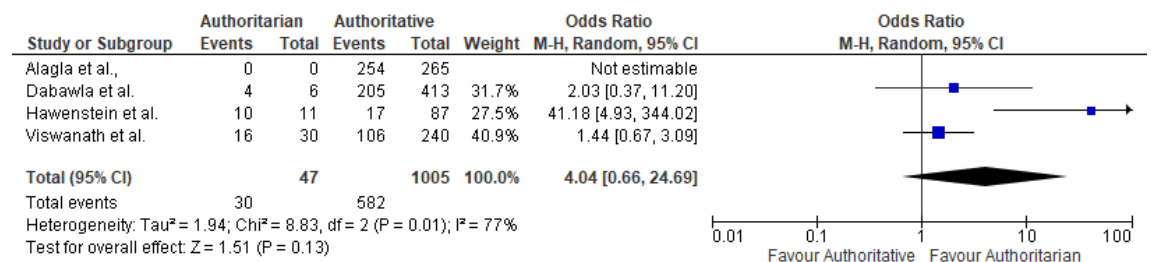 Authoritarian Authoritative Odds Ratio Odds Ratio
Study or Subgroup Events Total Events Total Weight M-H, Random, 95% CI M-H, Random, 95% CI
Alagla et al., 0 0 254 265 Not estimable
Dabawla et al. 4 6 205 413 31.7% 2.03 [0.37, 11.20]
Hawenstein et al. 10 11 17 87 27.5% 41.18 [4.93, 344.02]
Viswanath et al. 16 30 106 240 40.9% 1.44 [0.67, 3.09]
Total (95% CI) 47 1005 100.0% 4.04 [0.66, 24.69]
Total events 30 582
Heterogeneity: Tau² = 1.94; Chi² = 8.83, df = 2 (P = 0.01); I² = 77%
Test for overall effect: Z = 1.51 (P = 0.13)
0.01 0.1 1 10 100
Favour Authoritative Favour Authoritarian